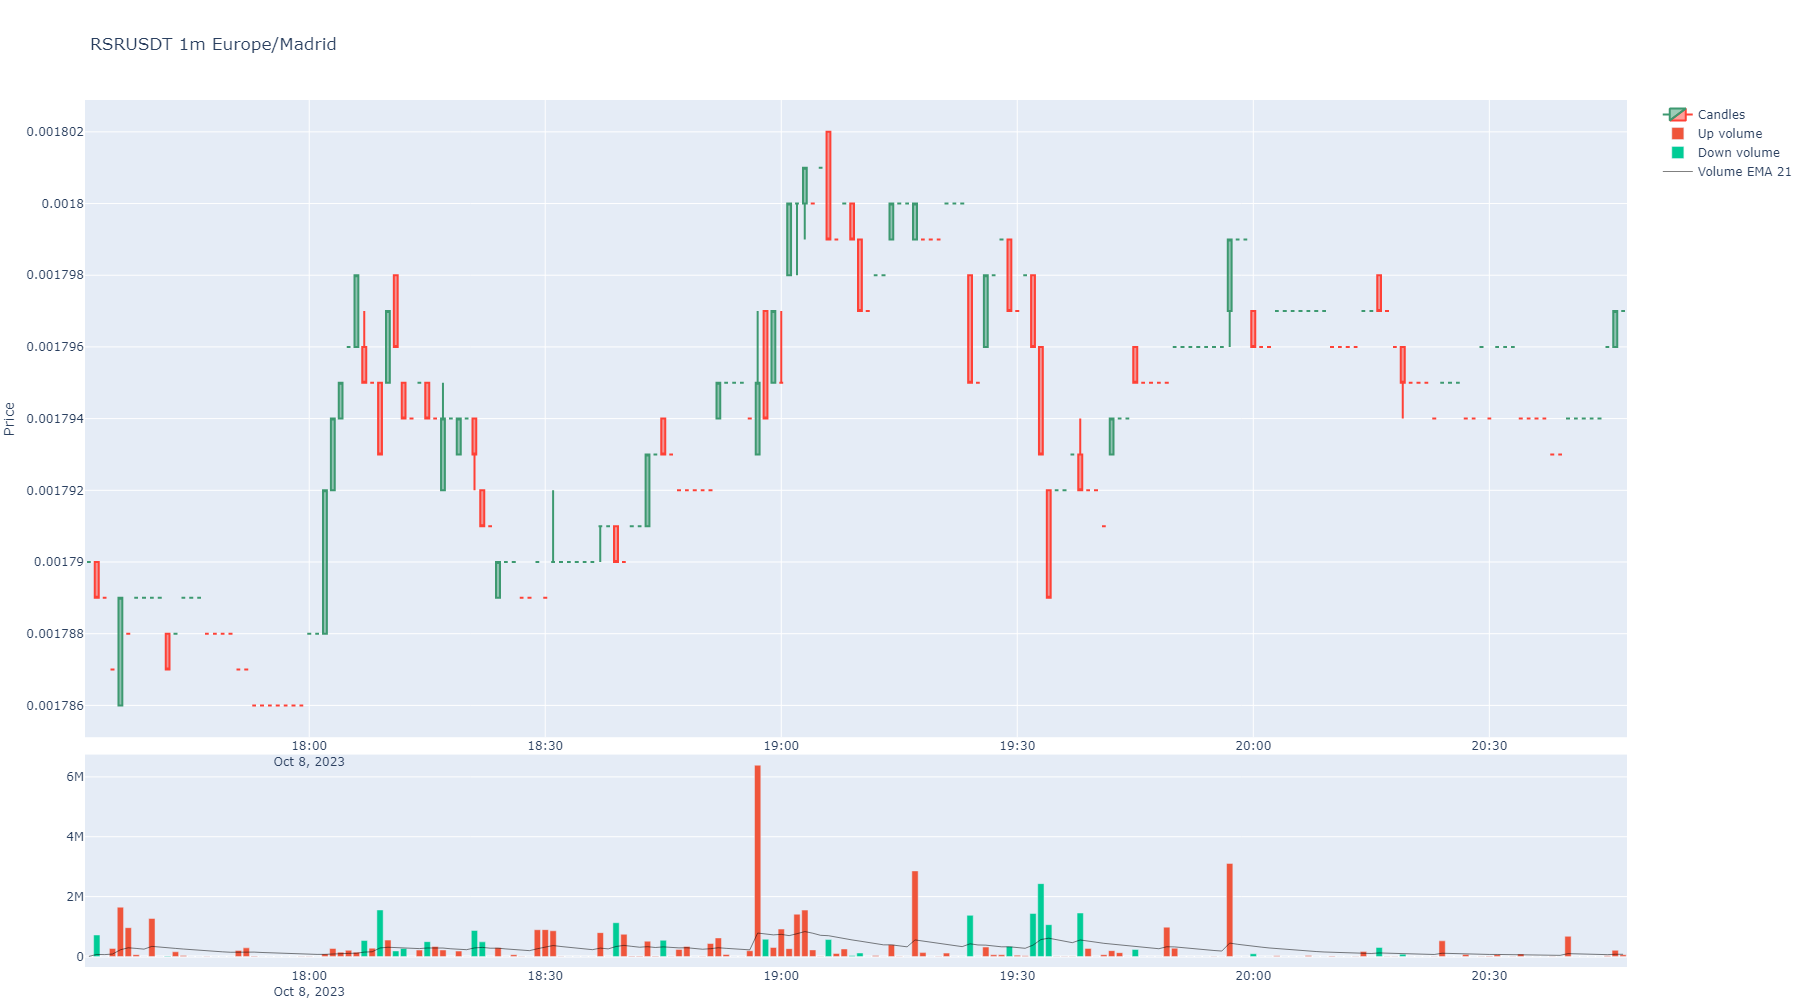 RSRUSDT 1m Europe/Madrid
Candles
Up volume
Down volume
Volume EMA 21
Price
0.001802
0.0018
0.001798
0.001796
0.001794
0.001792
0.00179
0.001788
0.001786
18:00 18:30 19:00 19:30 20:00 20:30
Oct 8, 2023
6M
4M
2M
0
18:00 18:30 19:00 19:30 20:00 20:30
Oct 8, 2023